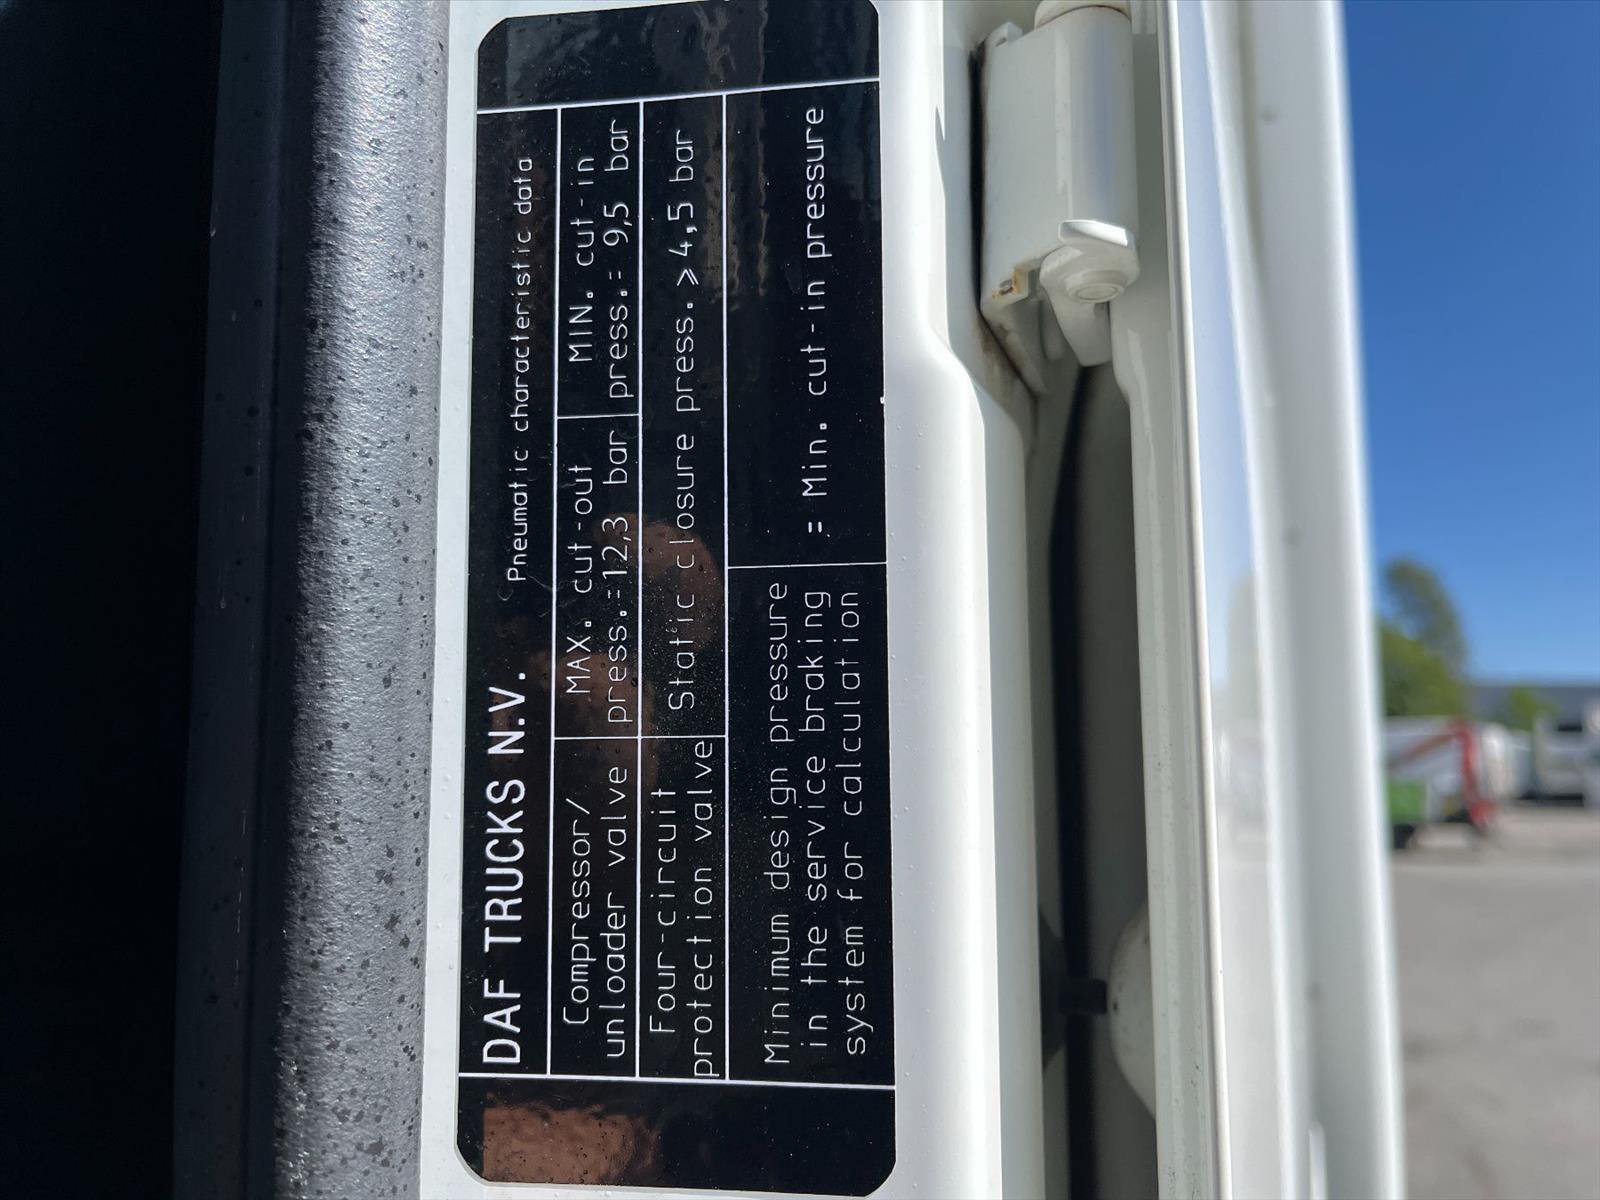 DAF TRUCKS N.V. Pneumatic characteristic data
Compressor/ MAX. cut-out MIN. cut-in
unloader valve press.=12,3 bar press.= 9,5 bar
Four-circuit
protection valve Static closure press.⩾4,5 bar
Minimum design pressure
in the service braking = Min. cut-in pressure
system for calculation